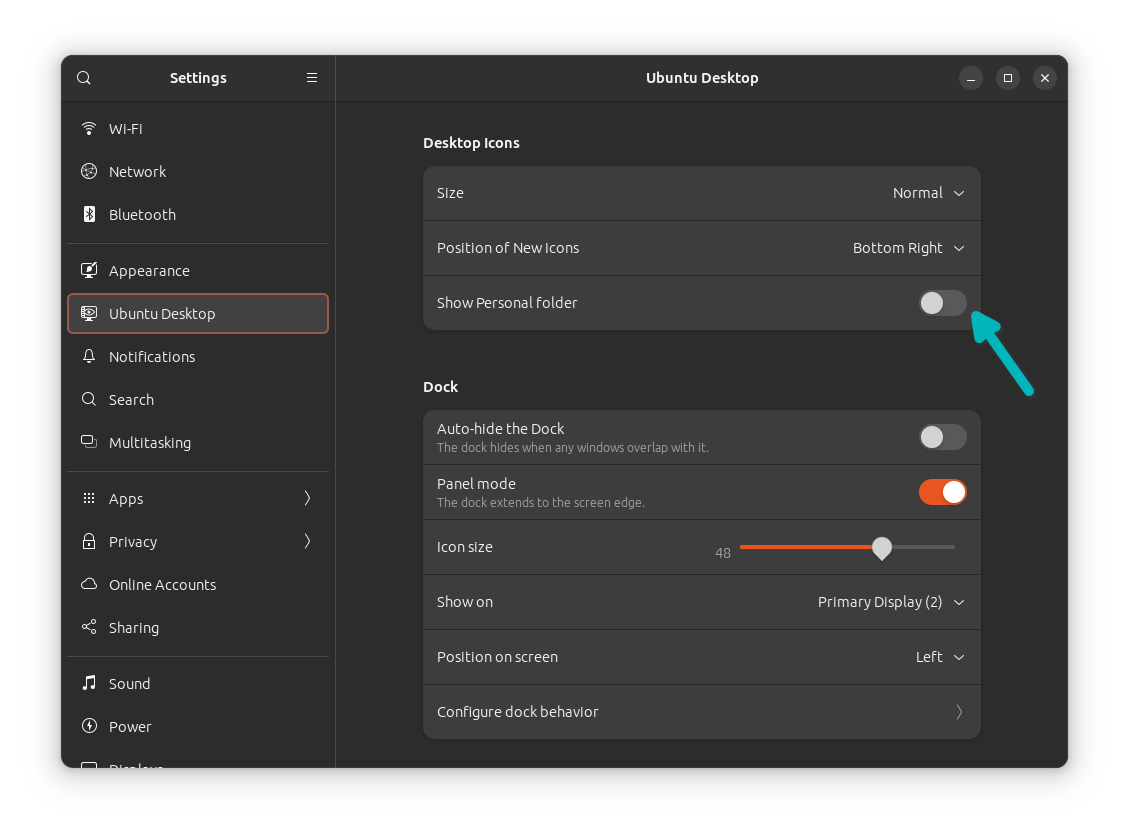 Settings
Ubuntu Desktop
Wi-Fi
Network
Bluetooth
Appearance
Ubuntu Desktop
Notifications
Search
Multitasking
Apps
Privacy
Online Accounts
Sharing
Sound
Power
Displays
Desktop Icons
Size
Normal
Position of New Icons
Bottom Right
Show Personal folder
Dock
Auto-hide the Dock
The dock hides when any windows overlap with it.
Panel mode
The dock extends to the screen edge.
Icon size
48
Show on
Primary Display (2)
Position on screen
Left
Configure dock behavior